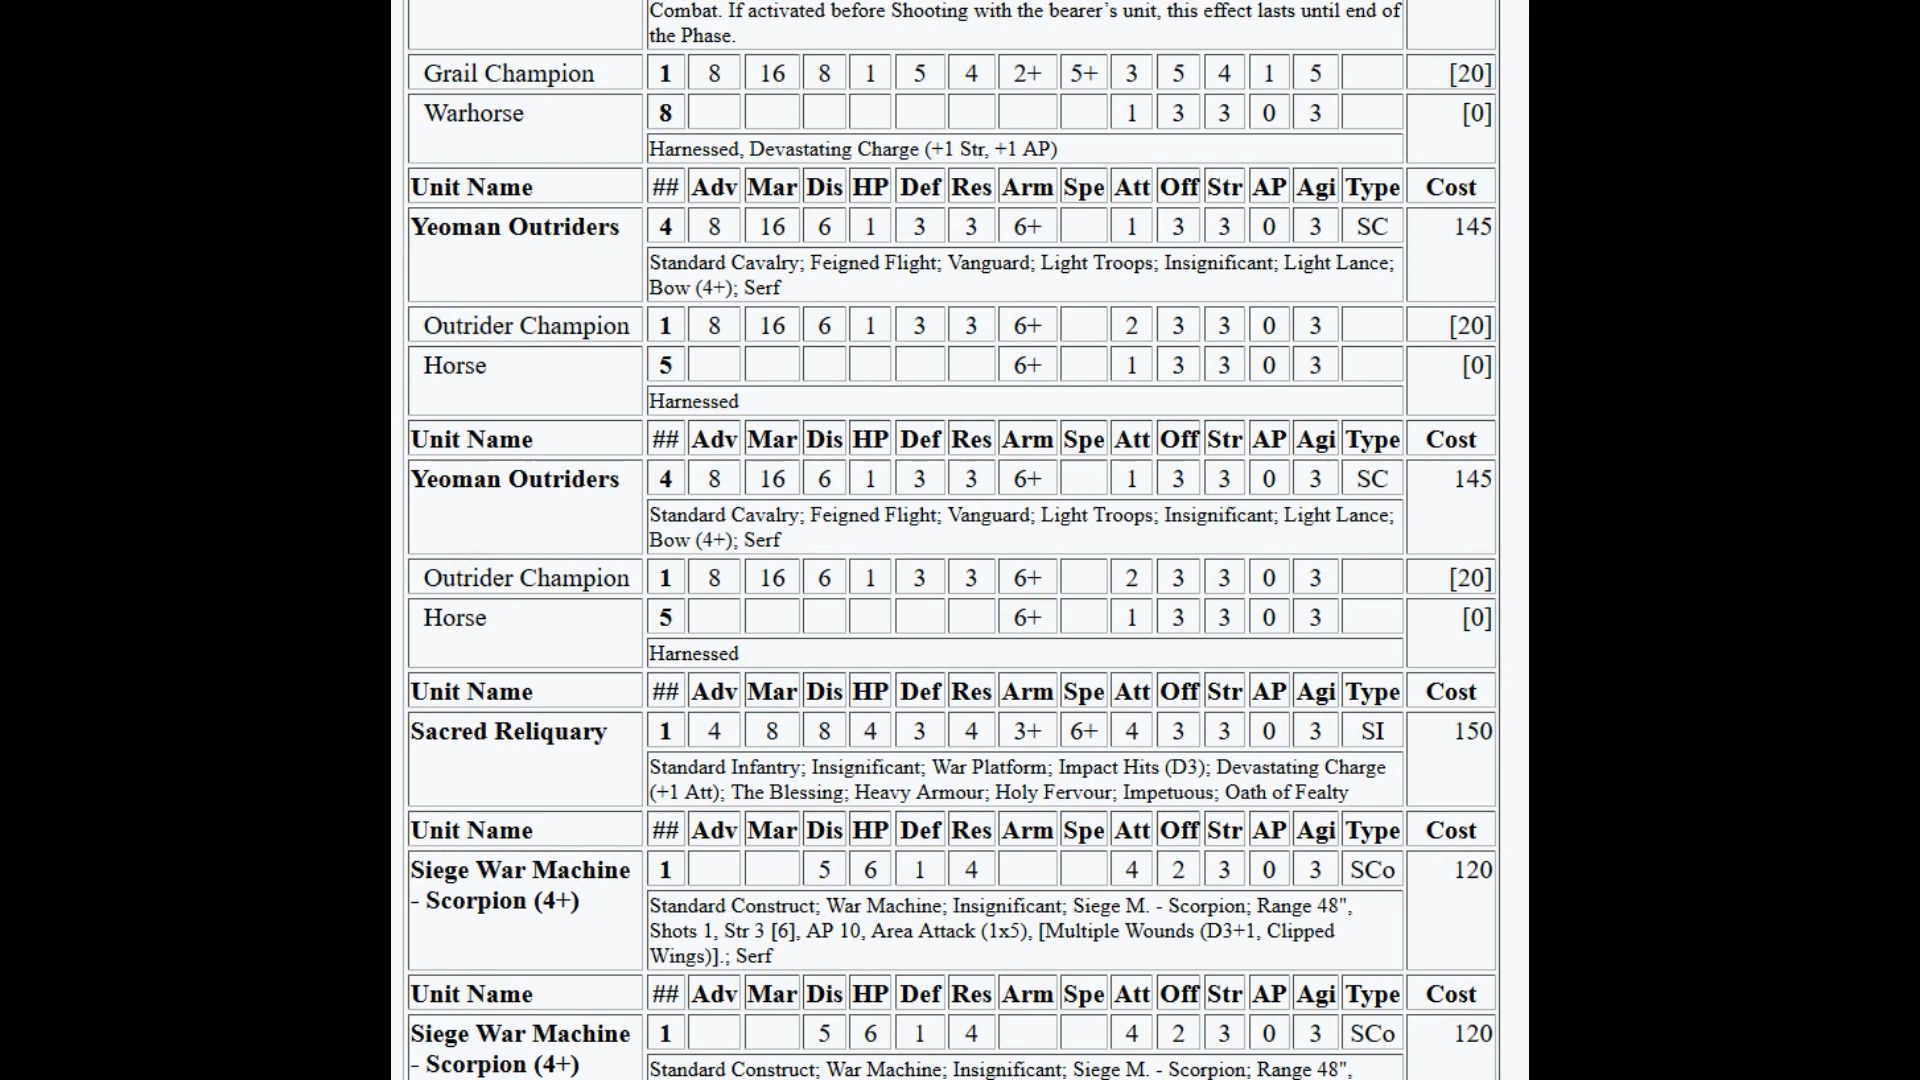 Combat. If activated before Shooting with the bearer's unit, this effect lasts until end of
the Phase.
Grail Champion 1 8 16 8 1 5 4 2+ 5+ 3 5 4 1 5 [20]
Warhorse 8 1 3 3 0 3 [0]
Harnessed, Devastating Charge (+1 Str, +1 AP)
Unit Name ## Adv Mar Dis HP Def Res Arm Spe Att Off Str AP Agi Type Cost
Yeoman Outriders 4 8 16 6 1 3 3 6+ 1 3 3 0 3 SC 145
Standard Cavalry; Feigned Flight; Vanguard; Light Troops; Insignificant; Light Lance;
Bow (4+); Serf
Outrider Champion 1 8 16 6 1 3 3 6+ 2 3 3 0 3 [20]
Horse 5 6+ 1 3 3 0 3 [0]
Harnessed
Unit Name ## Adv Mar Dis HP Def Res Arm Spe Att Off Str AP Agi Type Cost
Yeoman Outriders 4 8 16 6 1 3 3 6+ 1 3 3 0 3 SC 145
Standard Cavalry; Feigned Flight; Vanguard; Light Troops; Insignificant; Light Lance;
Bow (4+); Serf
Outrider Champion 1 8 16 6 1 3 3 6+ 2 3 3 0 3 [20]
Horse 5 6+ 1 3 3 0 3 [0]
Harnessed
Unit Name ## Adv Mar Dis HP Def Res Arm Spe Att Off Str AP Agi Type Cost
Sacred Reliquary 1 4 8 8 4 3 4 3+ 6+ 4 3 3 0 3 SI 150
Standard Infantry; Insignificant; War Platform; Impact Hits (D3); Devastating Charge
(+1 Att); The Blessing; Heavy Armour; Holy Fervour; Impetuous; Oath of Fealty
Unit Name ## Adv Mar Dis HP Def Res Arm Spe Att Off Str AP Agi Type Cost
Siege War Machine 1 5 6 1 4 4 2 3 0 3 SCo 120
- Scorpion (4+)
Standard Construct; War Machine; Insignificant; Siege M. - Scorpion; Range 48",
Shots 1, Str 3 [6], AP 10, Area Attack (1x5), [Multiple Wounds (D3+1, Clipped
Wings)].; Serf
Unit Name ## Adv Mar Dis HP Def Res Arm Spe Att Off Str AP Agi Type Cost
Siege War Machine 1 5 6 1 4 4 2 3 0 3 SCo 120
- Scorpion (4+)
Standard Construct; War Machine; Insignificant; Siege M. - Scorpion; Range 48",